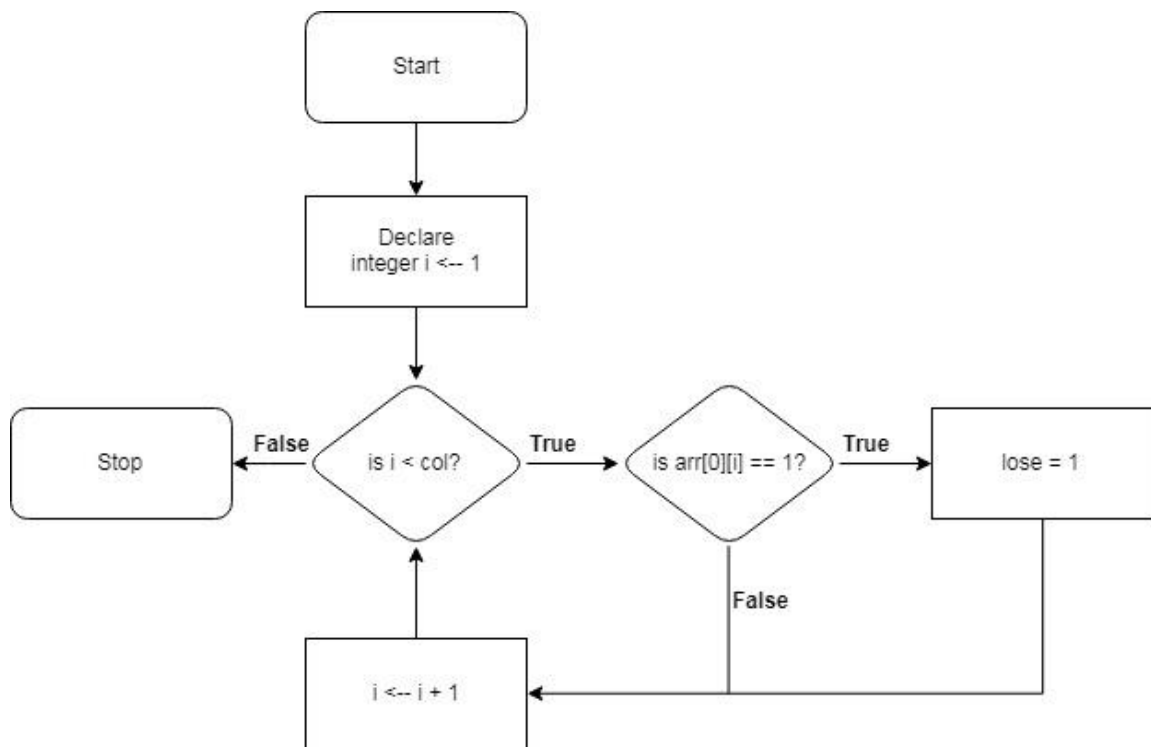 Start
Declare
integer i <-- 1
Stop
False
is i < col?
True
is arr[0][i] == 1?
True
lose = 1
False
i <-- i + 1